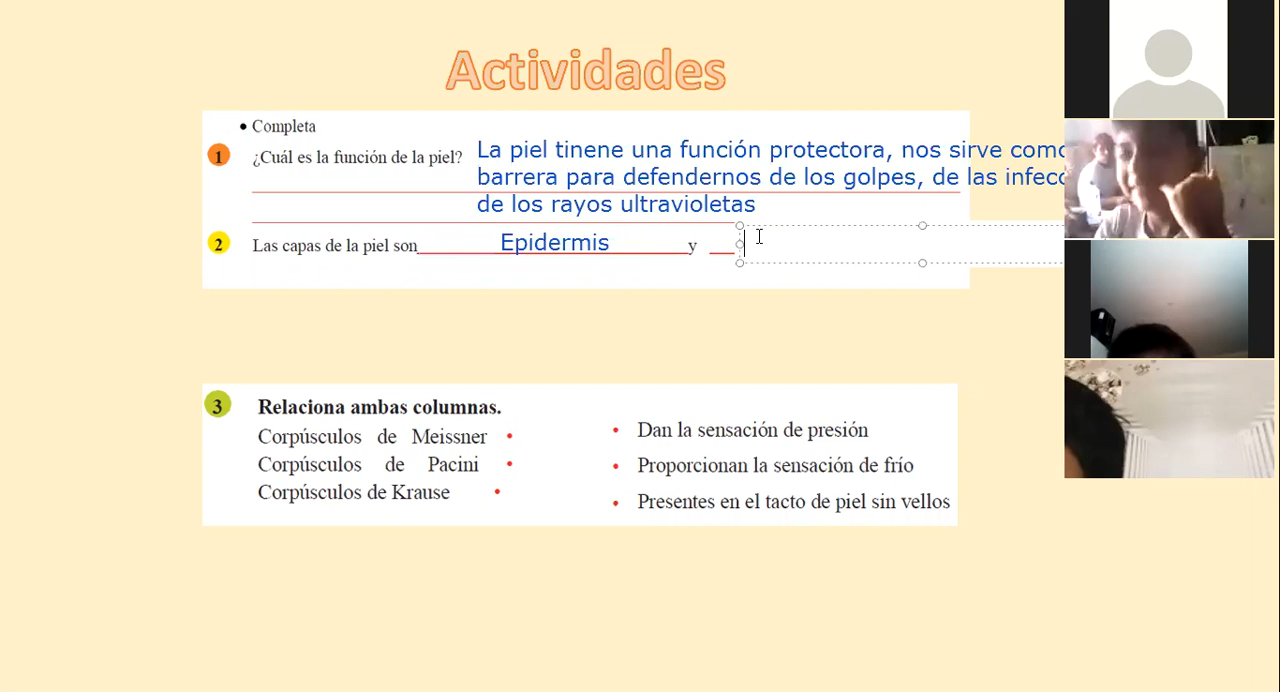 Actividades
• Completa
1 ¿Cuál es la función de la piel?
La piel tinene una función protectora, nos sirve como
barrera para defendernos de los golpes, de las
de los rayos ultravioletas
2 Las capas de la piel son Epidermis y
3 Relaciona ambas columnas.
Corpúsculos de Meissner •
Corpúsculos de Pacini •
Corpúsculos de Krause •
• Dan la sensación de presión
• Proporcionan la sensación de frío
• Presentes en el tacto de piel sin vellos